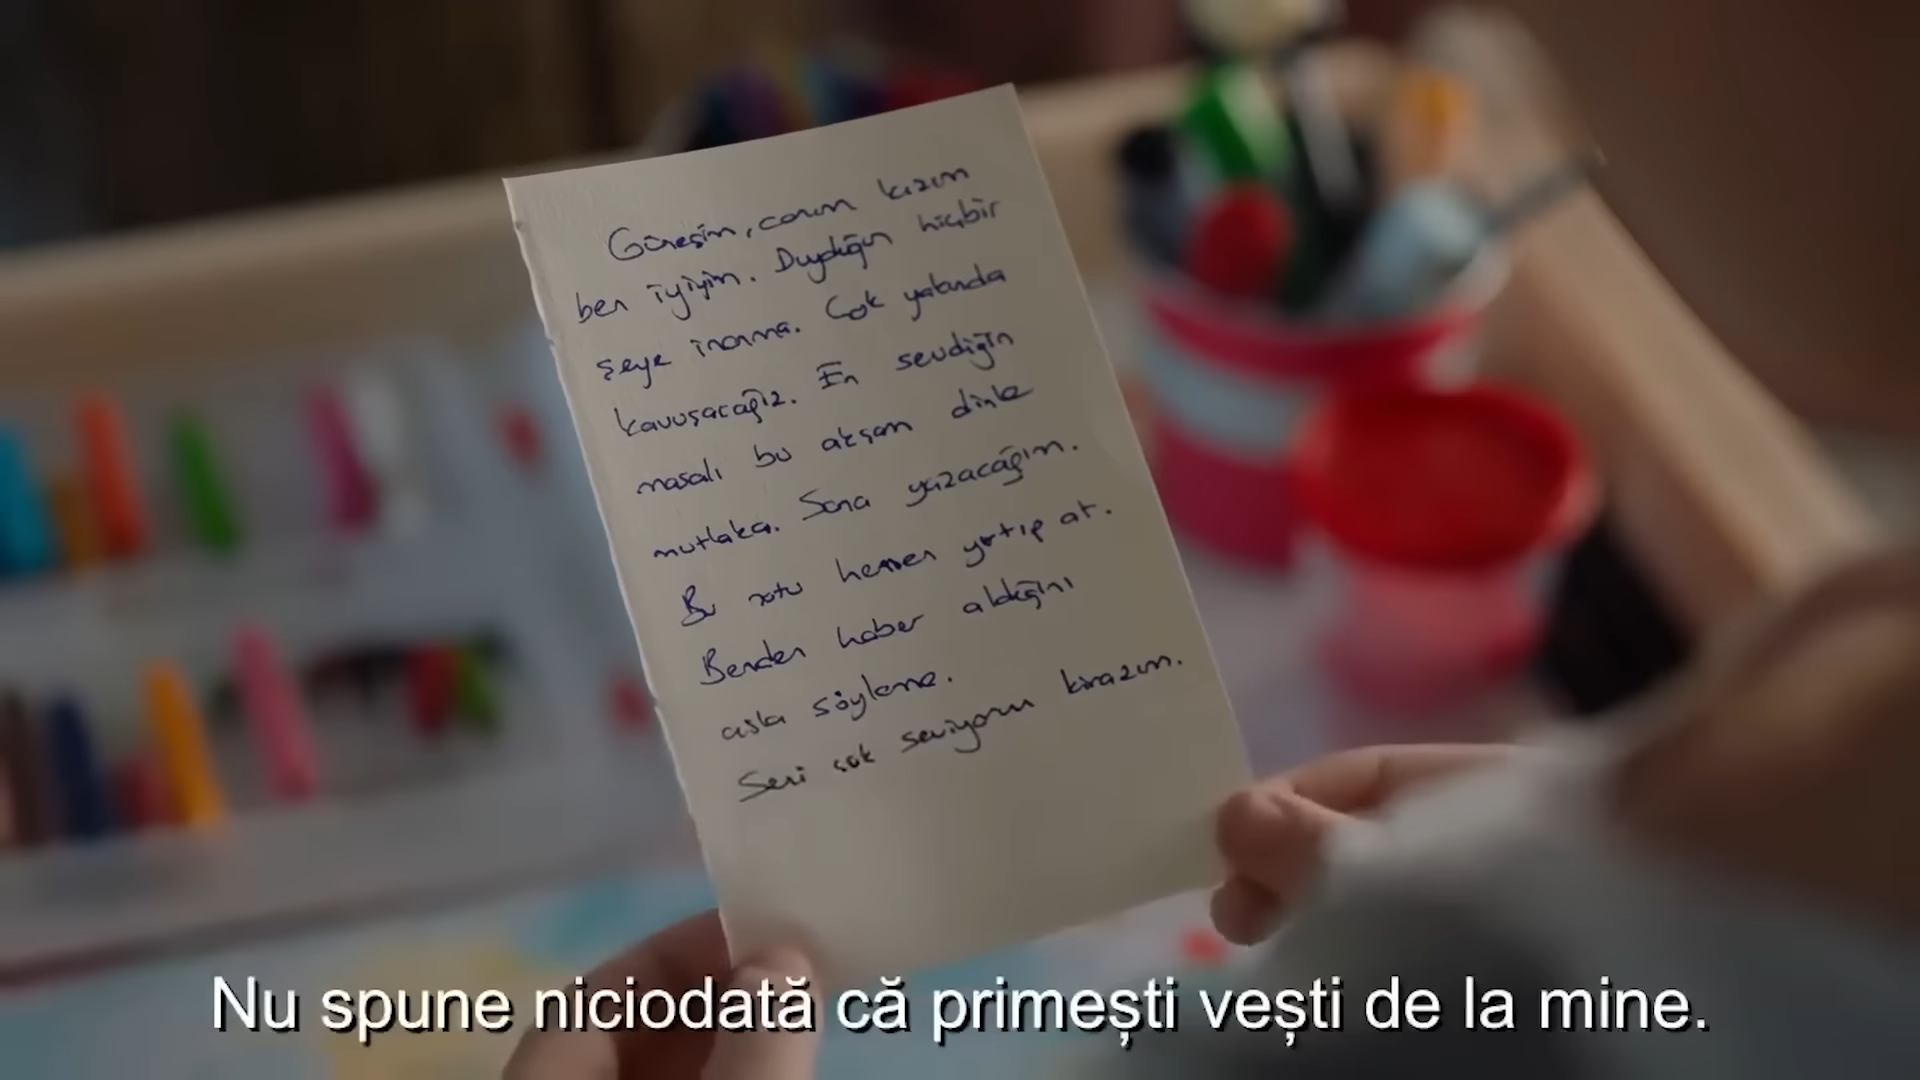 Güneşim, canım kızım
ben iyiyim. Duyduğun hiçbir
şeye inanma. Çok yakında
kavuşacağız. En sevdiğin
masalı bu akşam dinle
mutlaka. Sana yazacağım.
Bu notu hemen yırtıp at.
Benden haber aldığını
asla söyleme.
Seni çok seviyorum kirazım.
Nu spune niciodată că primești vești de la mine.